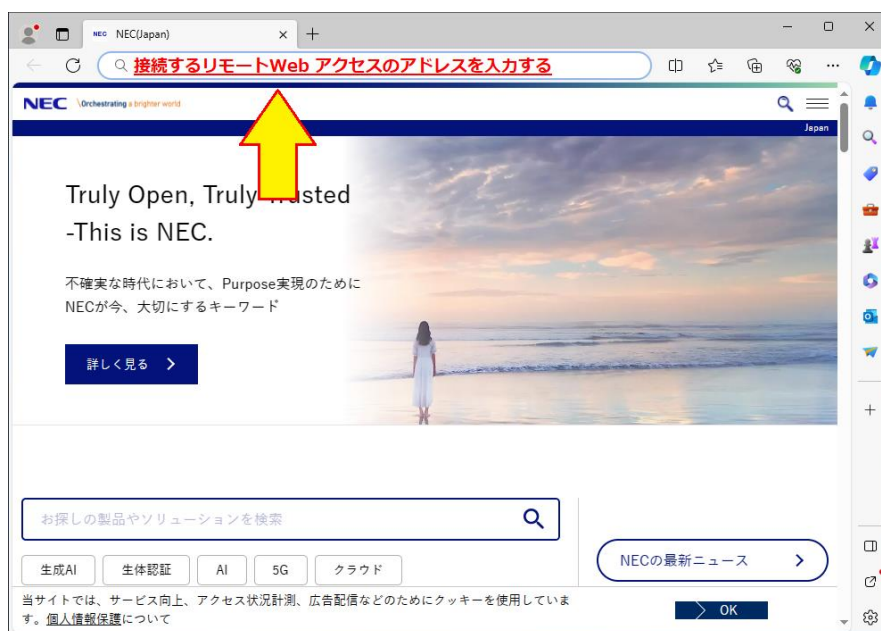 NEC NEC(Japan)
接続するリモートWeb アクセスのアドレスを入力する
NEC \Orchestrating a brighter world
Japan
Truly Open, Truly Trusted
-This is NEC.
不確実な時代において、Purpose実現のために
NECが今、大切にするキーワード
詳しく見る
お探しの製品やソリューションを検索
NECの最新ニュース
生成AI 生体認証 AI 5G クラウド
当サイトでは、サービス向上、アクセス状況計測、広告配信などのためにクッキーを使用していま
す。個人情報保護について
OK